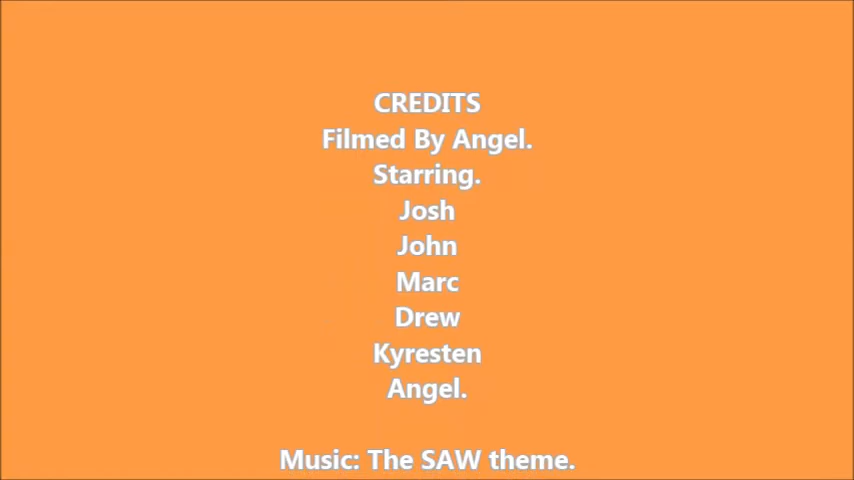 CREDITS
Filmed By Angel.
Starring.
Josh
John
Marc
Drew
Kyresten
Angel.
Music: The SAW theme.